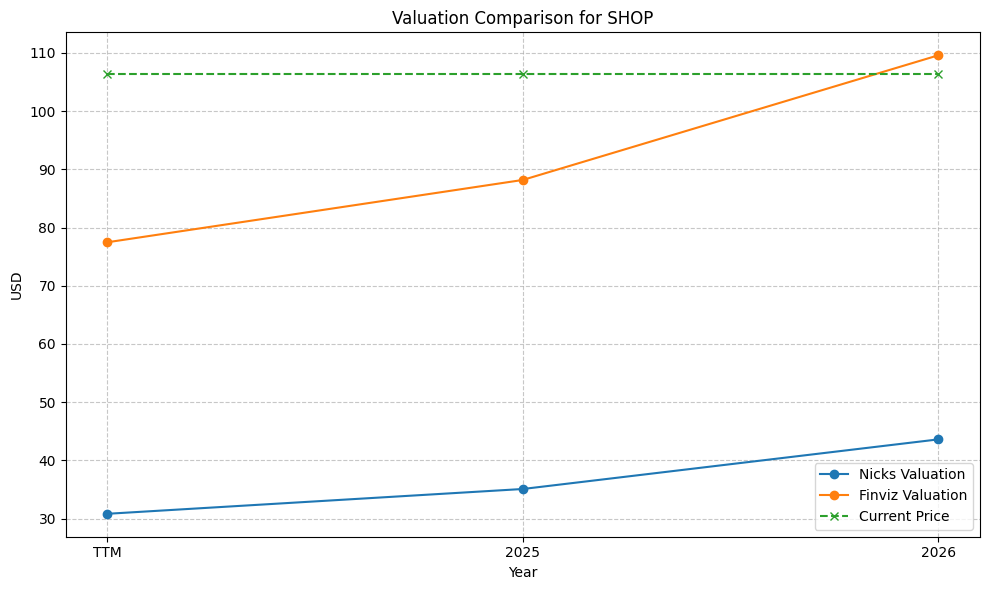 Valuation Comparison for SHOP
110
100
90
80
70
60
50
40
30
USD
TTM
2025
2026
Year
Nicks Valuation
Finviz Valuation
Current Price